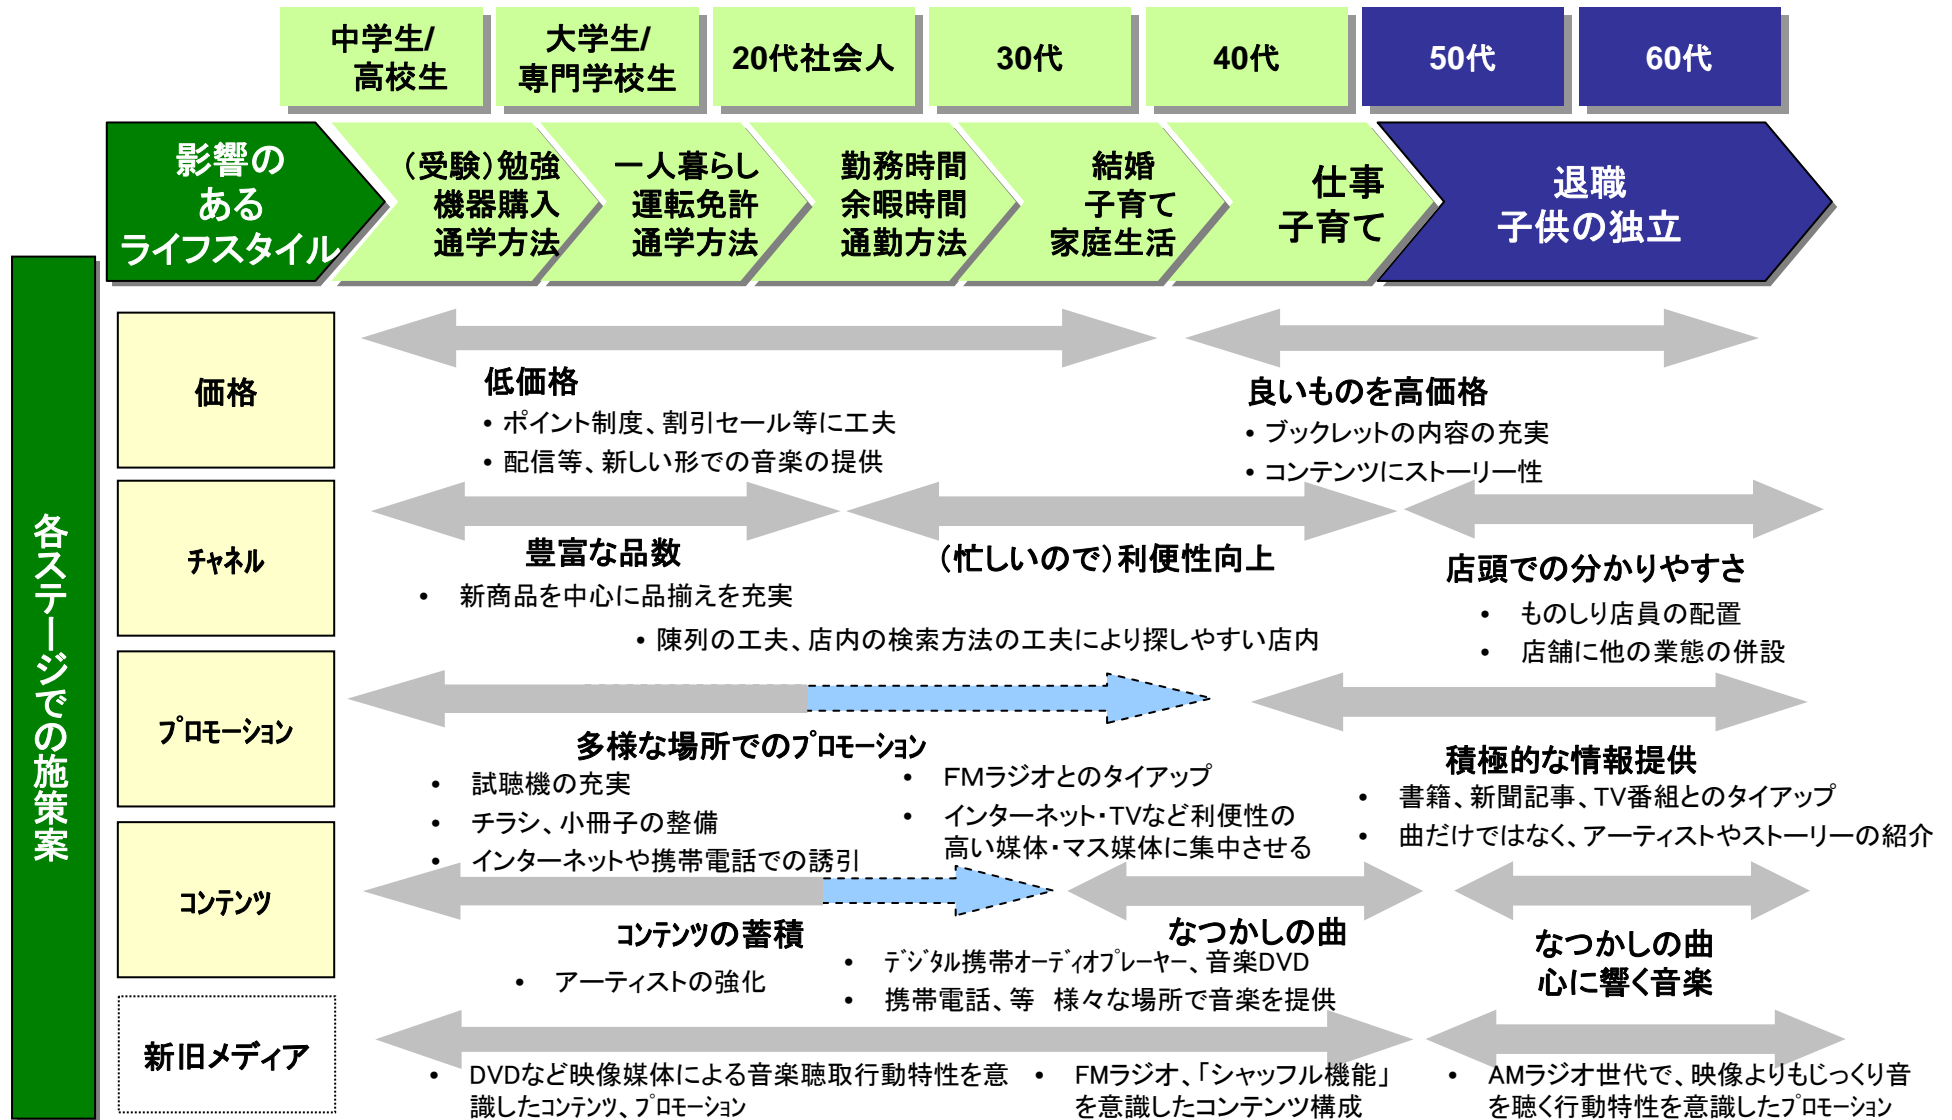 中学生/
高校生
大学生/
専門学校生
20代社会人
30代
40代
50代
60代
影響の
ある
ライフスタイル
（受験）勉強
機器購入
通学方法
一人暮らし
運転免許
通学方法
勤務時間
余暇時間
通勤方法
結婚
子育て
家庭生活
仕事
子育て
退職
子供の独立
各ステージでの施策案
価格
低価格
• ポイント制度、割引セール等に工夫
• 配信等、新しい形での音楽の提供
良いものを高価格
• ブックレットの内容の充実
• コンテンツにストーリー性
チャネル
豊富な品数
• 新商品を中心に品揃えを充実
（忙しいので）利便性向上
• 陳列の工夫、店内の検索方法の工夫により探しやすい店内
店頭での分かりやすさ
• ものしり店員の配置
• 店舗に他の業態の併設
プロモーション
多様な場所でのプロモーション
• 試聴機の充実
• チラシ、小冊子の整備
• インターネットや携帯電話での誘引
• FMラジオとのタイアップ
• インターネット・TVなど利便性の
高い媒体・マス媒体に集中させる
積極的な情報提供
• 書籍、新聞記事、TV番組とのタイアップ
• 曲だけではなく、アーティストやストーリーの紹介
コンテンツ
コンテンツの蓄積
• アーティストの強化
なつかしの曲
• デジタル携帯オーディオプレーヤー、音楽DVD
• 携帯電話、等　様々な場所で音楽を提供
なつかしの曲
心に響く音楽
新旧メディア
• DVDなど映像媒体による音楽聴取行動特性を意
識したコンテンツ、プロモーション
• FMラジオ、「シャッフル機能」
を意識したコンテンツ構成
• AMラジオ世代で、映像よりもじっくり音
を聴く行動特性を意識したプロモーション